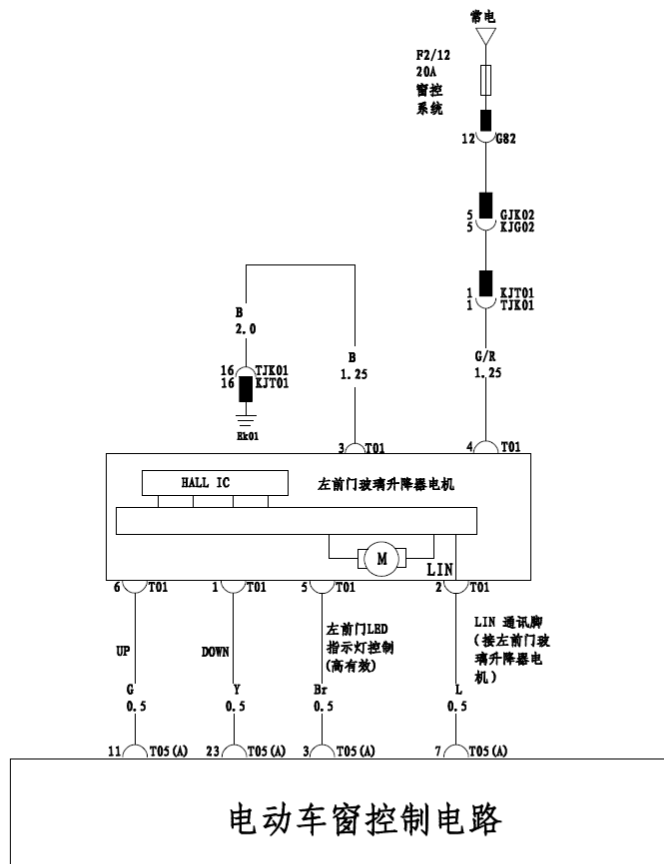 常电
F2/12
20A
窗控
系统
12 G82
5 GJK02
5 KJG02
1 KJT01
1 TJK01
B
2.0
B
1.25
G/R
1.25
16 TJK01
16 KJT01
Ek01
3 T01
4 T01
HALL IC
左前门玻璃升降器电机
M
LIN
6 T01
1 T01
5 T01
2 T01
UP
DOWN
左前门LED
指示灯控制
(高有效)
LIN 通讯脚
(接左前门玻
璃升降器电
机)
G
0.5
Y
0.5
Br
0.5
L
0.5
11 T05(A)
23 T05(A)
3 T05(A)
7 T05(A)
电动车窗控制电路